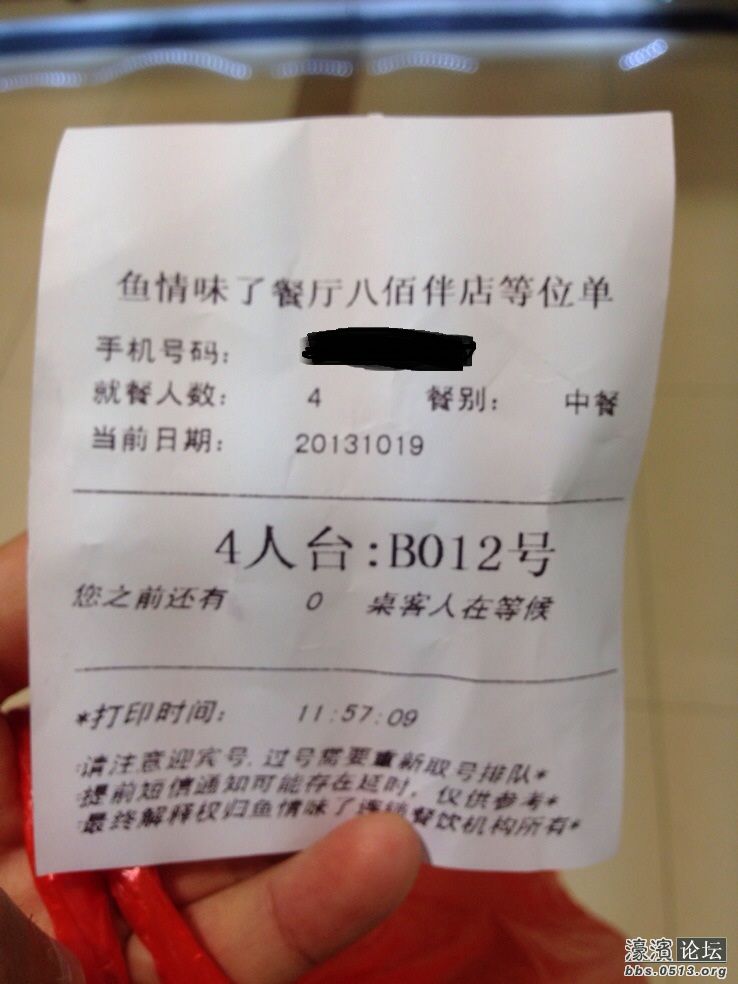 鱼情味了餐厅八佰伴店等位单
手机号码：
就餐人数： 4 餐别： 中餐
当前日期： 20131019
4人台:B012号
您之前还有 0 桌客人在等候
*打印时间： 11:57:09
*请注意迎宾号,过号需要重新取号排队*
*提前短信通知可能存在延时，仅供参考*
*最终解释权归鱼情味了连锁餐饮机构所有*
濠滨论坛
bbs.0513.org